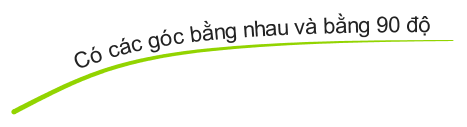 Có các góc bằng nhau và bằng 90 độ